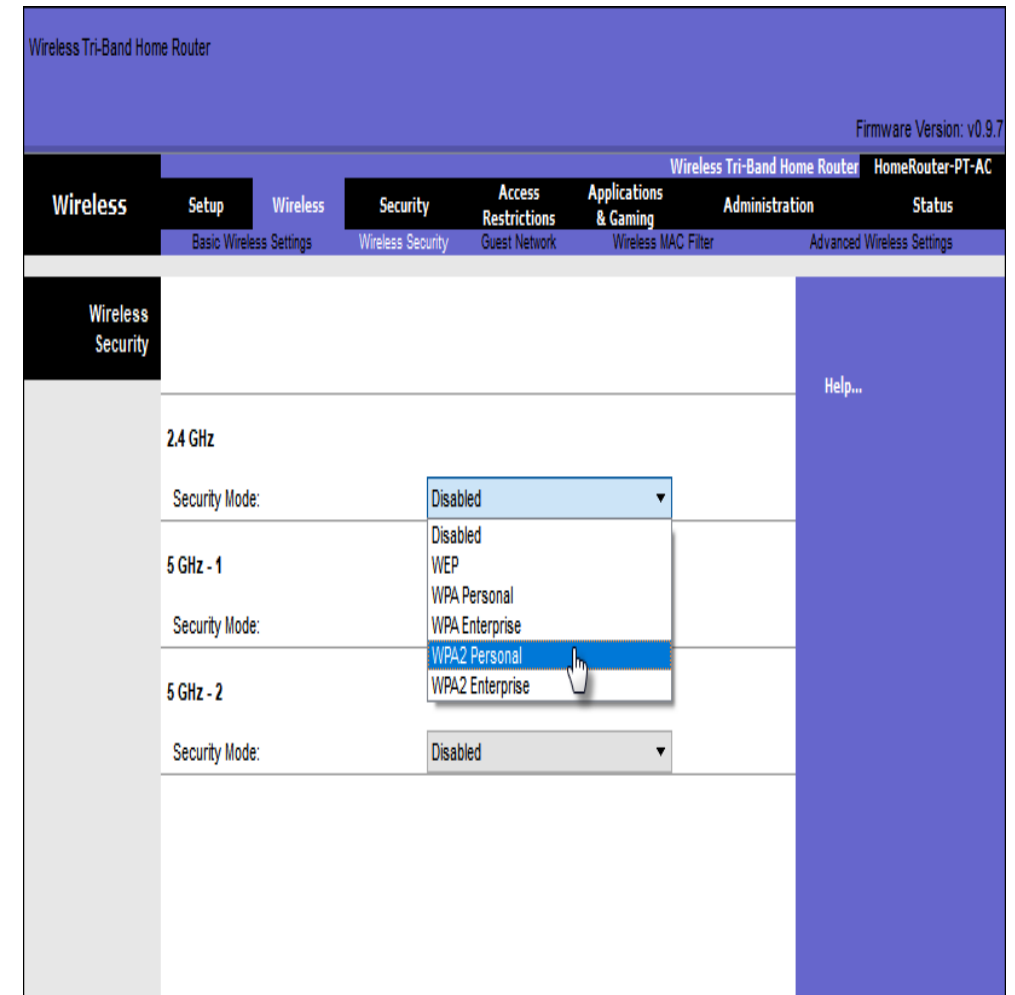 Wireless Tri-Band Home Router
Firmware Version: v0.9.7
Wireless Tri-Band Home Router HomeRouter-PT-AC
Wireless
Setup Wireless Security Access Restrictions Applications & Gaming Administration Status
Basic Wireless Settings Wireless Security Guest Network Wireless MAC Filter Advanced Wireless Settings
Wireless
Security
Help...
2.4 GHz
Security Mode: Disabled
Disabled
WEP
WPA Personal
WPA Enterprise
WPA2 Personal
WPA2 Enterprise
5 GHz - 1
Security Mode:
5 GHz - 2
Security Mode: Disabled